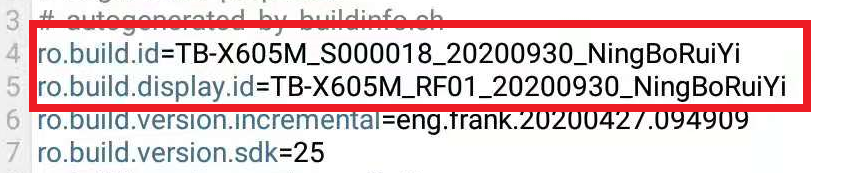 3 # autogenerated by buildinfo.sh
4 ro.build.id=TB-X605M_S000018_20200930_NingBoRuiYi
5 ro.build.display.id=TB-X605M_RF01_20200930_NingBoRuiYi
6 ro.build.version.incremental=eng.frank.20200427.094909
7 ro.build.version.sdk=25